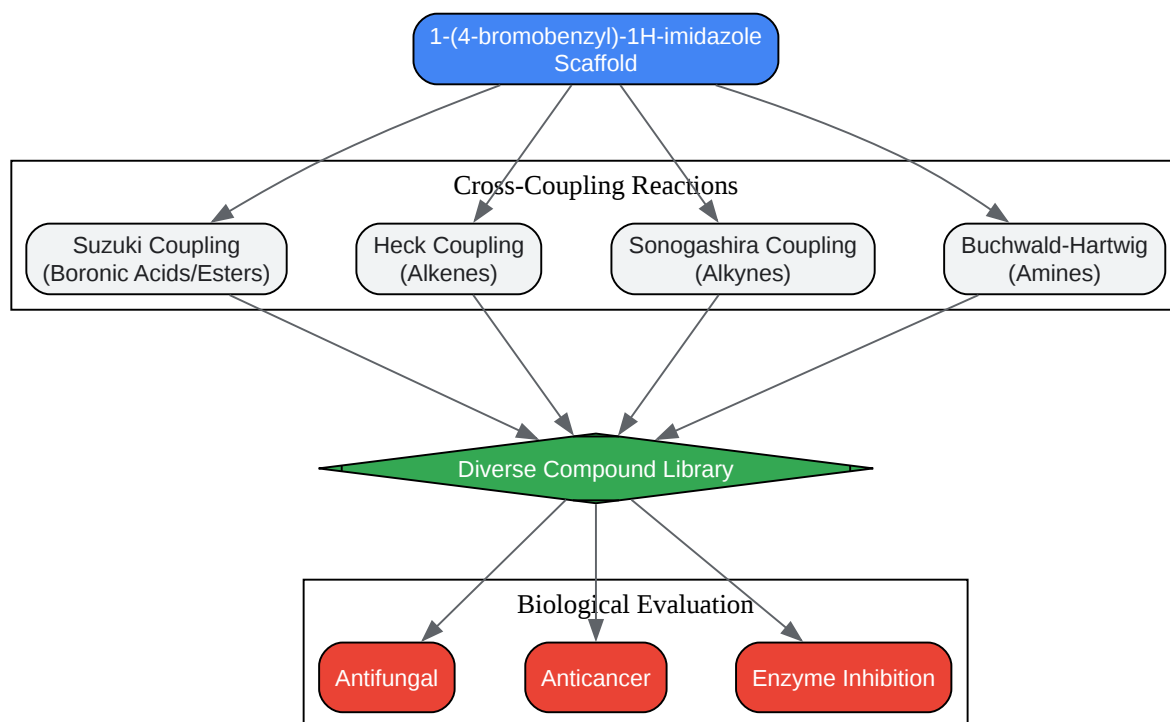 1-(4-bromobenzyl)-1H-imidazole
Scaffold
Cross-Coupling Reactions
Suzuki Coupling
(Boronic Acids/Esters)
Heck Coupling
(Alkenes)
Sonogashira Coupling
(Alkynes)
Buchwald-Hartwig
(Amines)
Diverse Compound Library
Biological Evaluation
Antifungal
Anticancer
Enzyme Inhibition